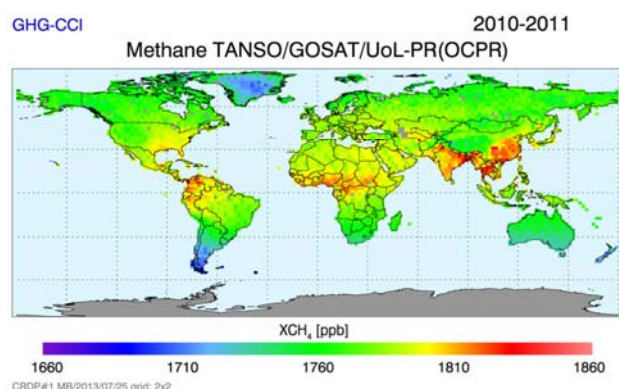 GHG-CCI
2010-2011
Methane TANSO/GOSAT/UoL-PR(OCPR)
XCH₄ [ppb]
1660 1710 1760 1810 1860
CRDP#1 MB/2013/07/25 grid: 2x2